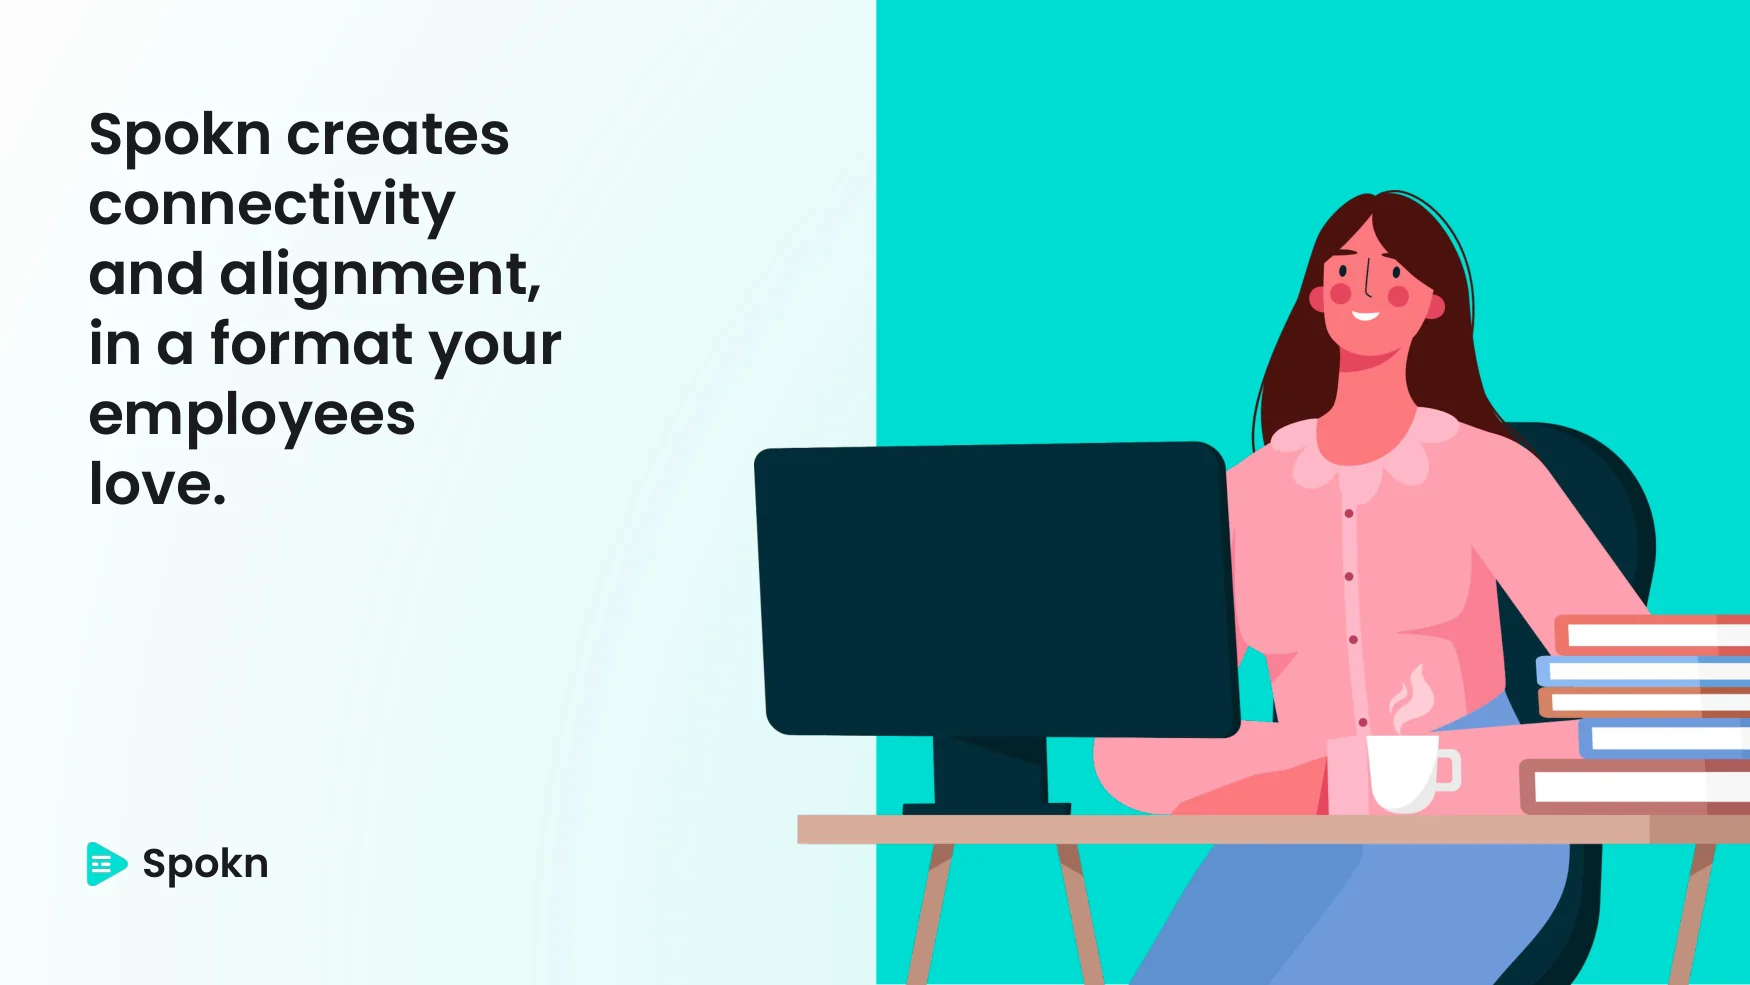 Spokn creates
connectivity
and alignment,
in a format your
employees
love.
Spokn